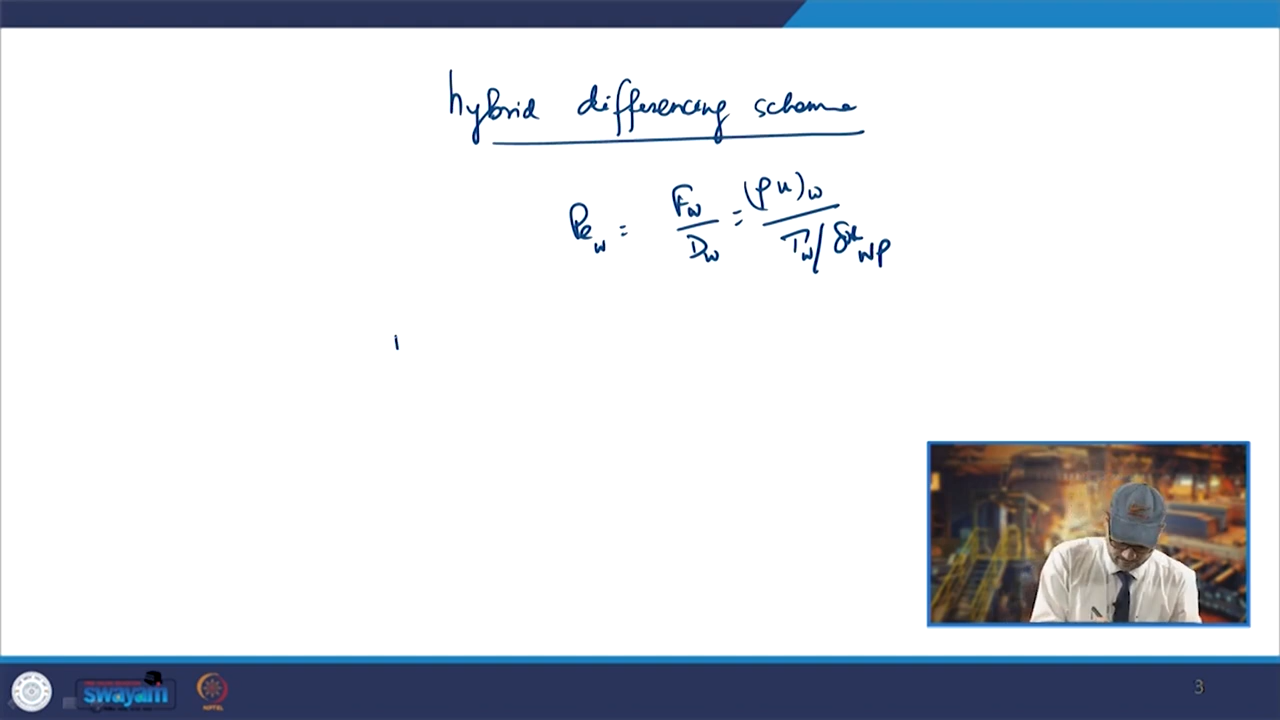 hybrid differencing scheme
Pe_w = F_w / D_w = (ρu)_w / Γ_w / δx_WP
3
swayam